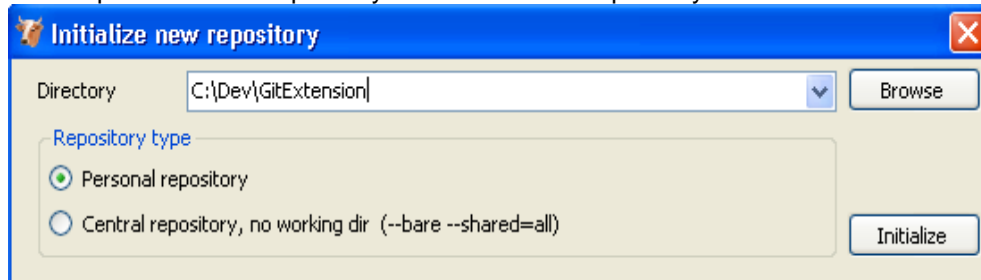 Initialize new repository
Directory C:\Dev\GitExtension Browse
Repository type
Personal repository
Central repository, no working dir (--bare --shared=all)
Initialize